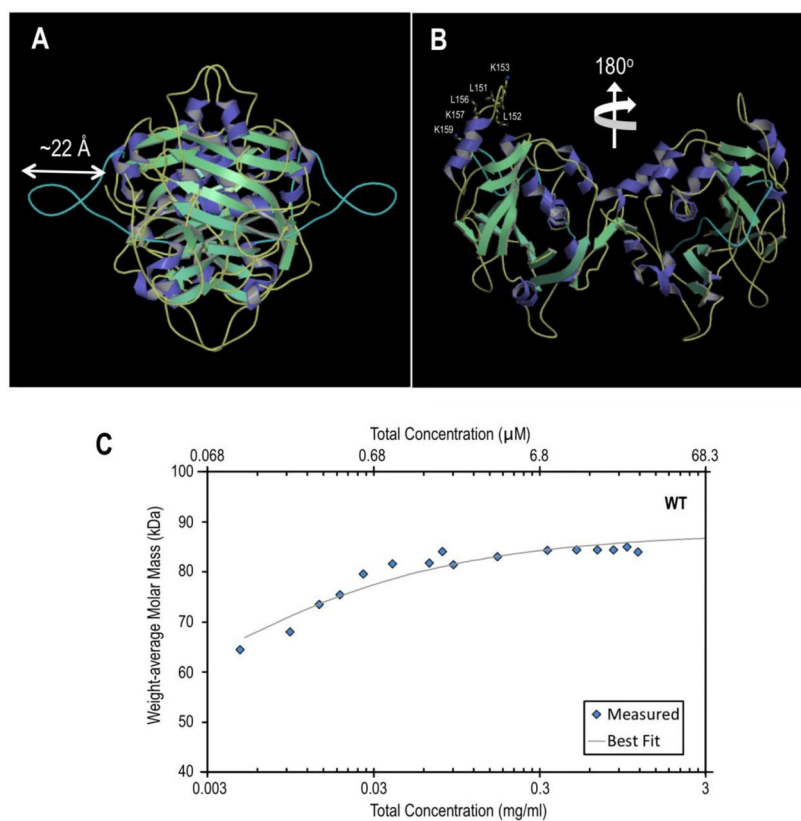 A
~22 Å
B
180°
K153
L151
L156
K157
L152
K159
C
Total Concentration (µM)
0.068 0.68 6.8 68.3
Weight-average Molar Mass (kDa)
100
90
80
70
60
50
40
WT
Measured
Best Fit
0.003 0.03 0.3 3
Total Concentration (mg/ml)